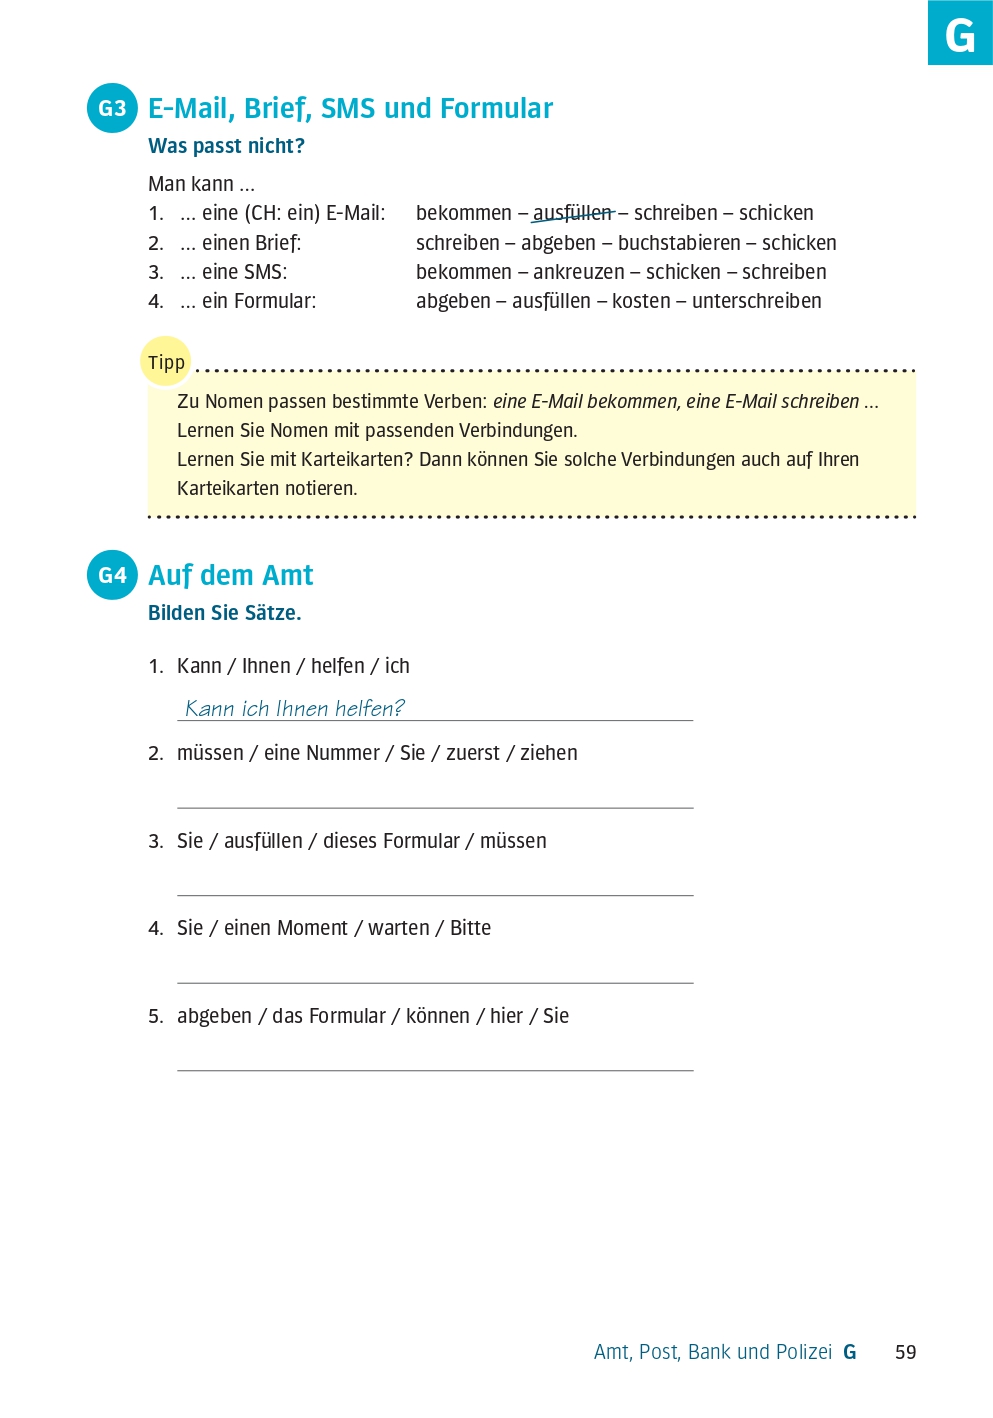 G
G3 E-Mail, Brief, SMS und Formular
Was passt nicht?
Man kann ...
1. ... eine (CH: ein) E-Mail: bekommen – ausfüllen – schreiben – schicken
2. ... einen Brief: schreiben – abgeben – buchstabieren – schicken
3. ... eine SMS: bekommen – ankreuzen – schicken – schreiben
4. ... ein Formular: abgeben – ausfüllen – kosten – unterschreiben
Tipp
Zu Nomen passen bestimmte Verben: eine E-Mail bekommen, eine E-Mail schreiben ...
Lernen Sie Nomen mit passenden Verbindungen.
Lernen Sie mit Karteikarten? Dann können Sie solche Verbindungen auch auf Ihren
Karteikarten notieren.
G4 Auf dem Amt
Bilden Sie Sätze.
1. Kann / Ihnen / helfen / ich
Kann ich Ihnen helfen?
2. müssen / eine Nummer / Sie / zuerst / ziehen
3. Sie / ausfüllen / dieses Formular / müssen
4. Sie / einen Moment / warten / Bitte
5. abgeben / das Formular / können / hier / Sie
Amt, Post, Bank und Polizei G 59